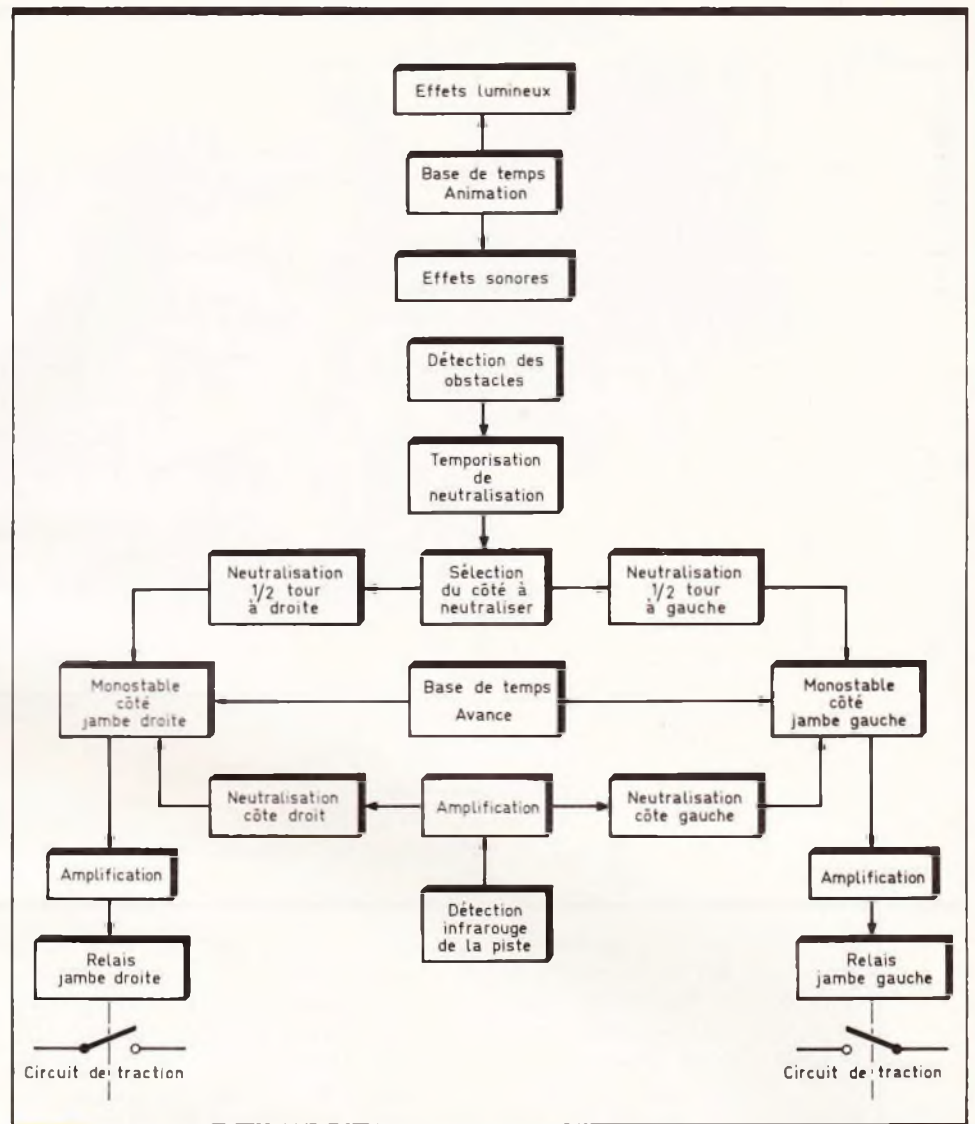 Effets lumineux
Base de temps
Animation
Effets sonores
Détection des
obstacles
Temporisation
de
neutralisation
Neutralisation
1/2 tour
à droite
Sélection
du côté à
neutraliser
Neutralisation
1/2 tour
à gauche
Monostable
côté
jambe droite
Base de temps
Avance
Monostable
côté
jambe gauche
Neutralisation
côte droit
Amplification
Neutralisation
côte gauche
Amplification
Détection
infrarouge
de la piste
Amplification
Relais
jambe droite
Relais
jambe gauche
Circuit de traction
Circuit de traction